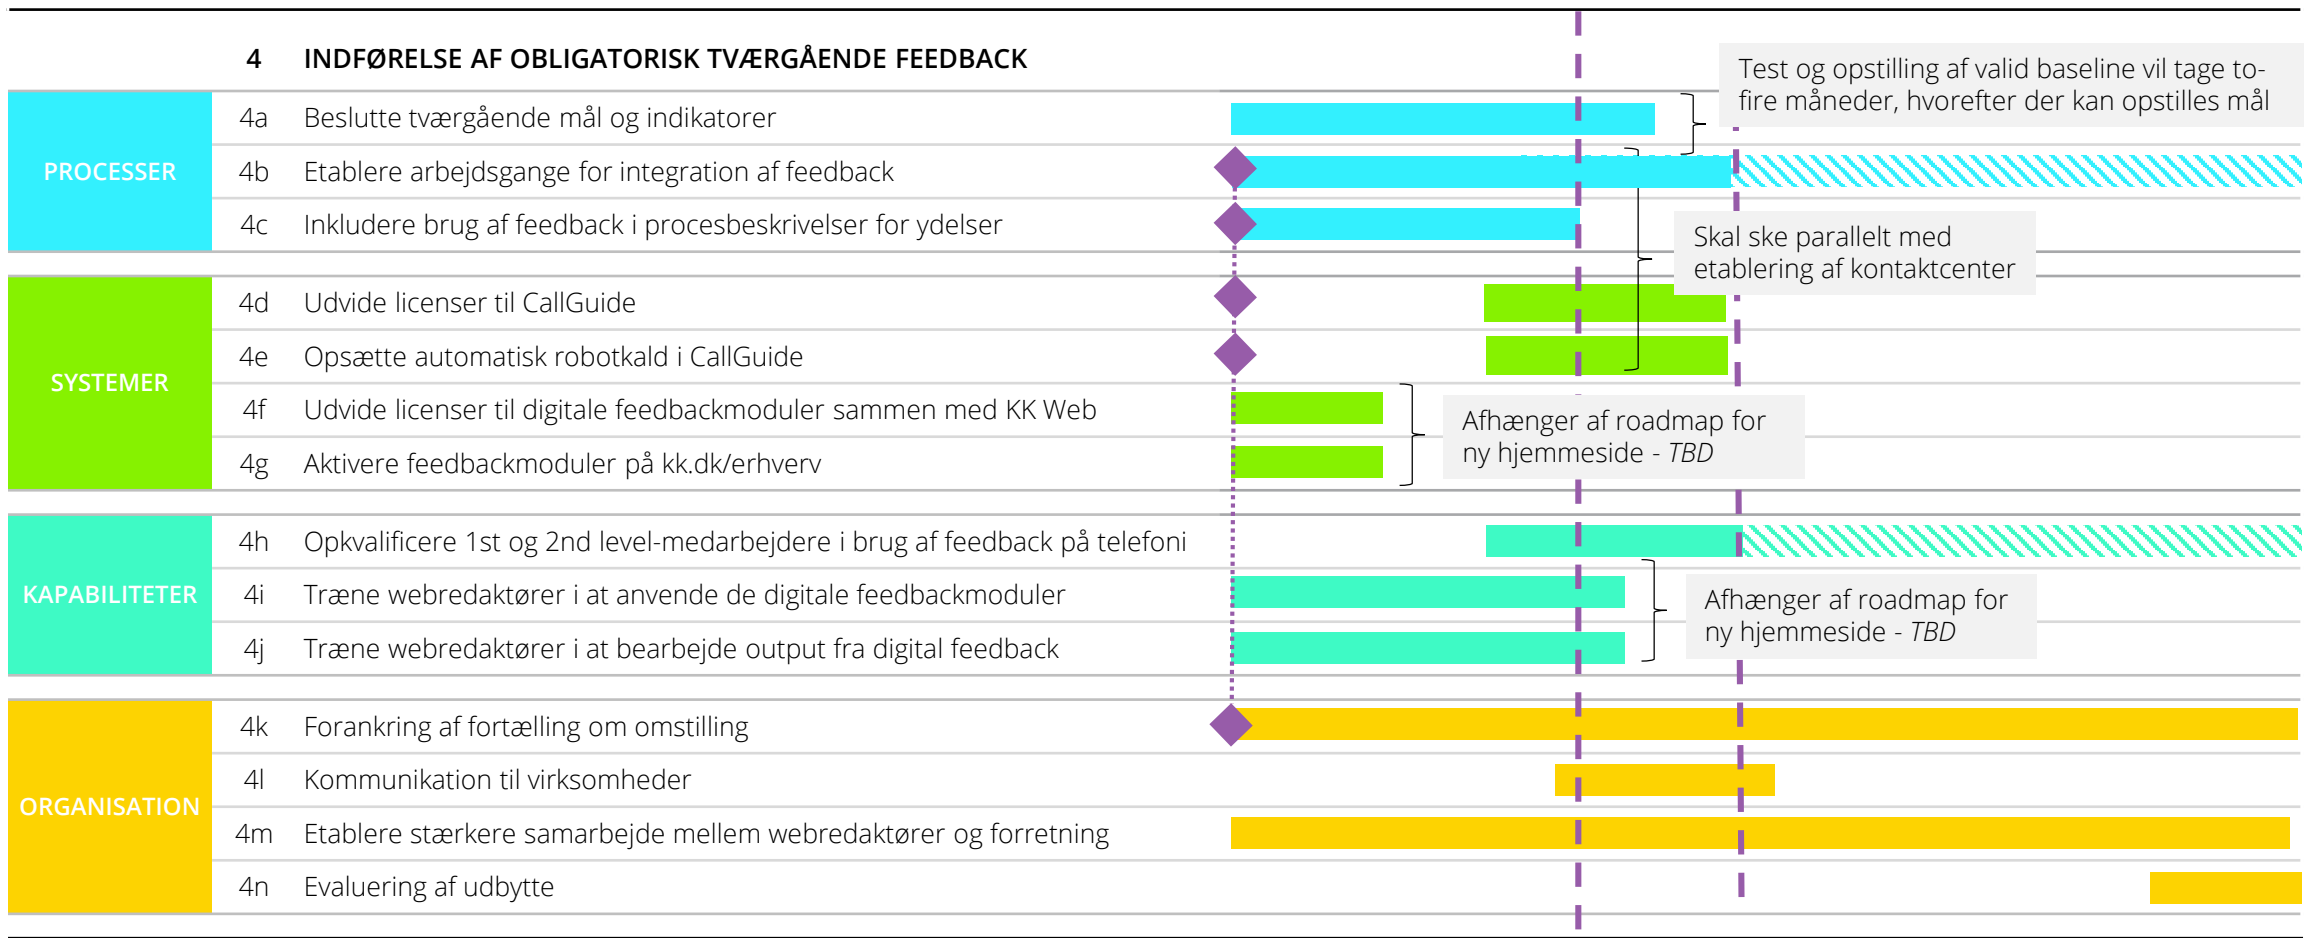 4 INDFØRELSE AF OBLIGATORISK TVÆRGÅENDE FEEDBACK
Test og opstilling af valid baseline vil tage to-
fire måneder, hvorefter der kan opstilles mål
PROCESSER
4a Beslutte tværgående mål og indikatorer
4b Etablere arbejdsgange for integration af feedback
4c Inkludere brug af feedback i procesbeskrivelser for ydelser
Skal ske parallelt med
etablering af kontaktcenter
SYSTEMER
4d Udvide licenser til CallGuide
4e Opsætte automatisk robotkald i CallGuide
4f Udvide licenser til digitale feedbackmoduler sammen med KK Web
4g Aktivere feedbackmoduler på kk.dk/erhverv
Afhænger af roadmap for
ny hjemmeside - TBD
KAPABILITETER
4h Opkvalificere 1st og 2nd level-medarbejdere i brug af feedback på telefoni
4i Træne webredaktører i at anvende de digitale feedbackmoduler
4j Træne webredaktører i at bearbejde output fra digital feedback
Afhænger af roadmap for
ny hjemmeside - TBD
ORGANISATION
4k Forankring af fortælling om omstilling
4l Kommunikation til virksomheder
4m Etablere stærkere samarbejde mellem webredaktører og forretning
4n Evaluering af udbytte